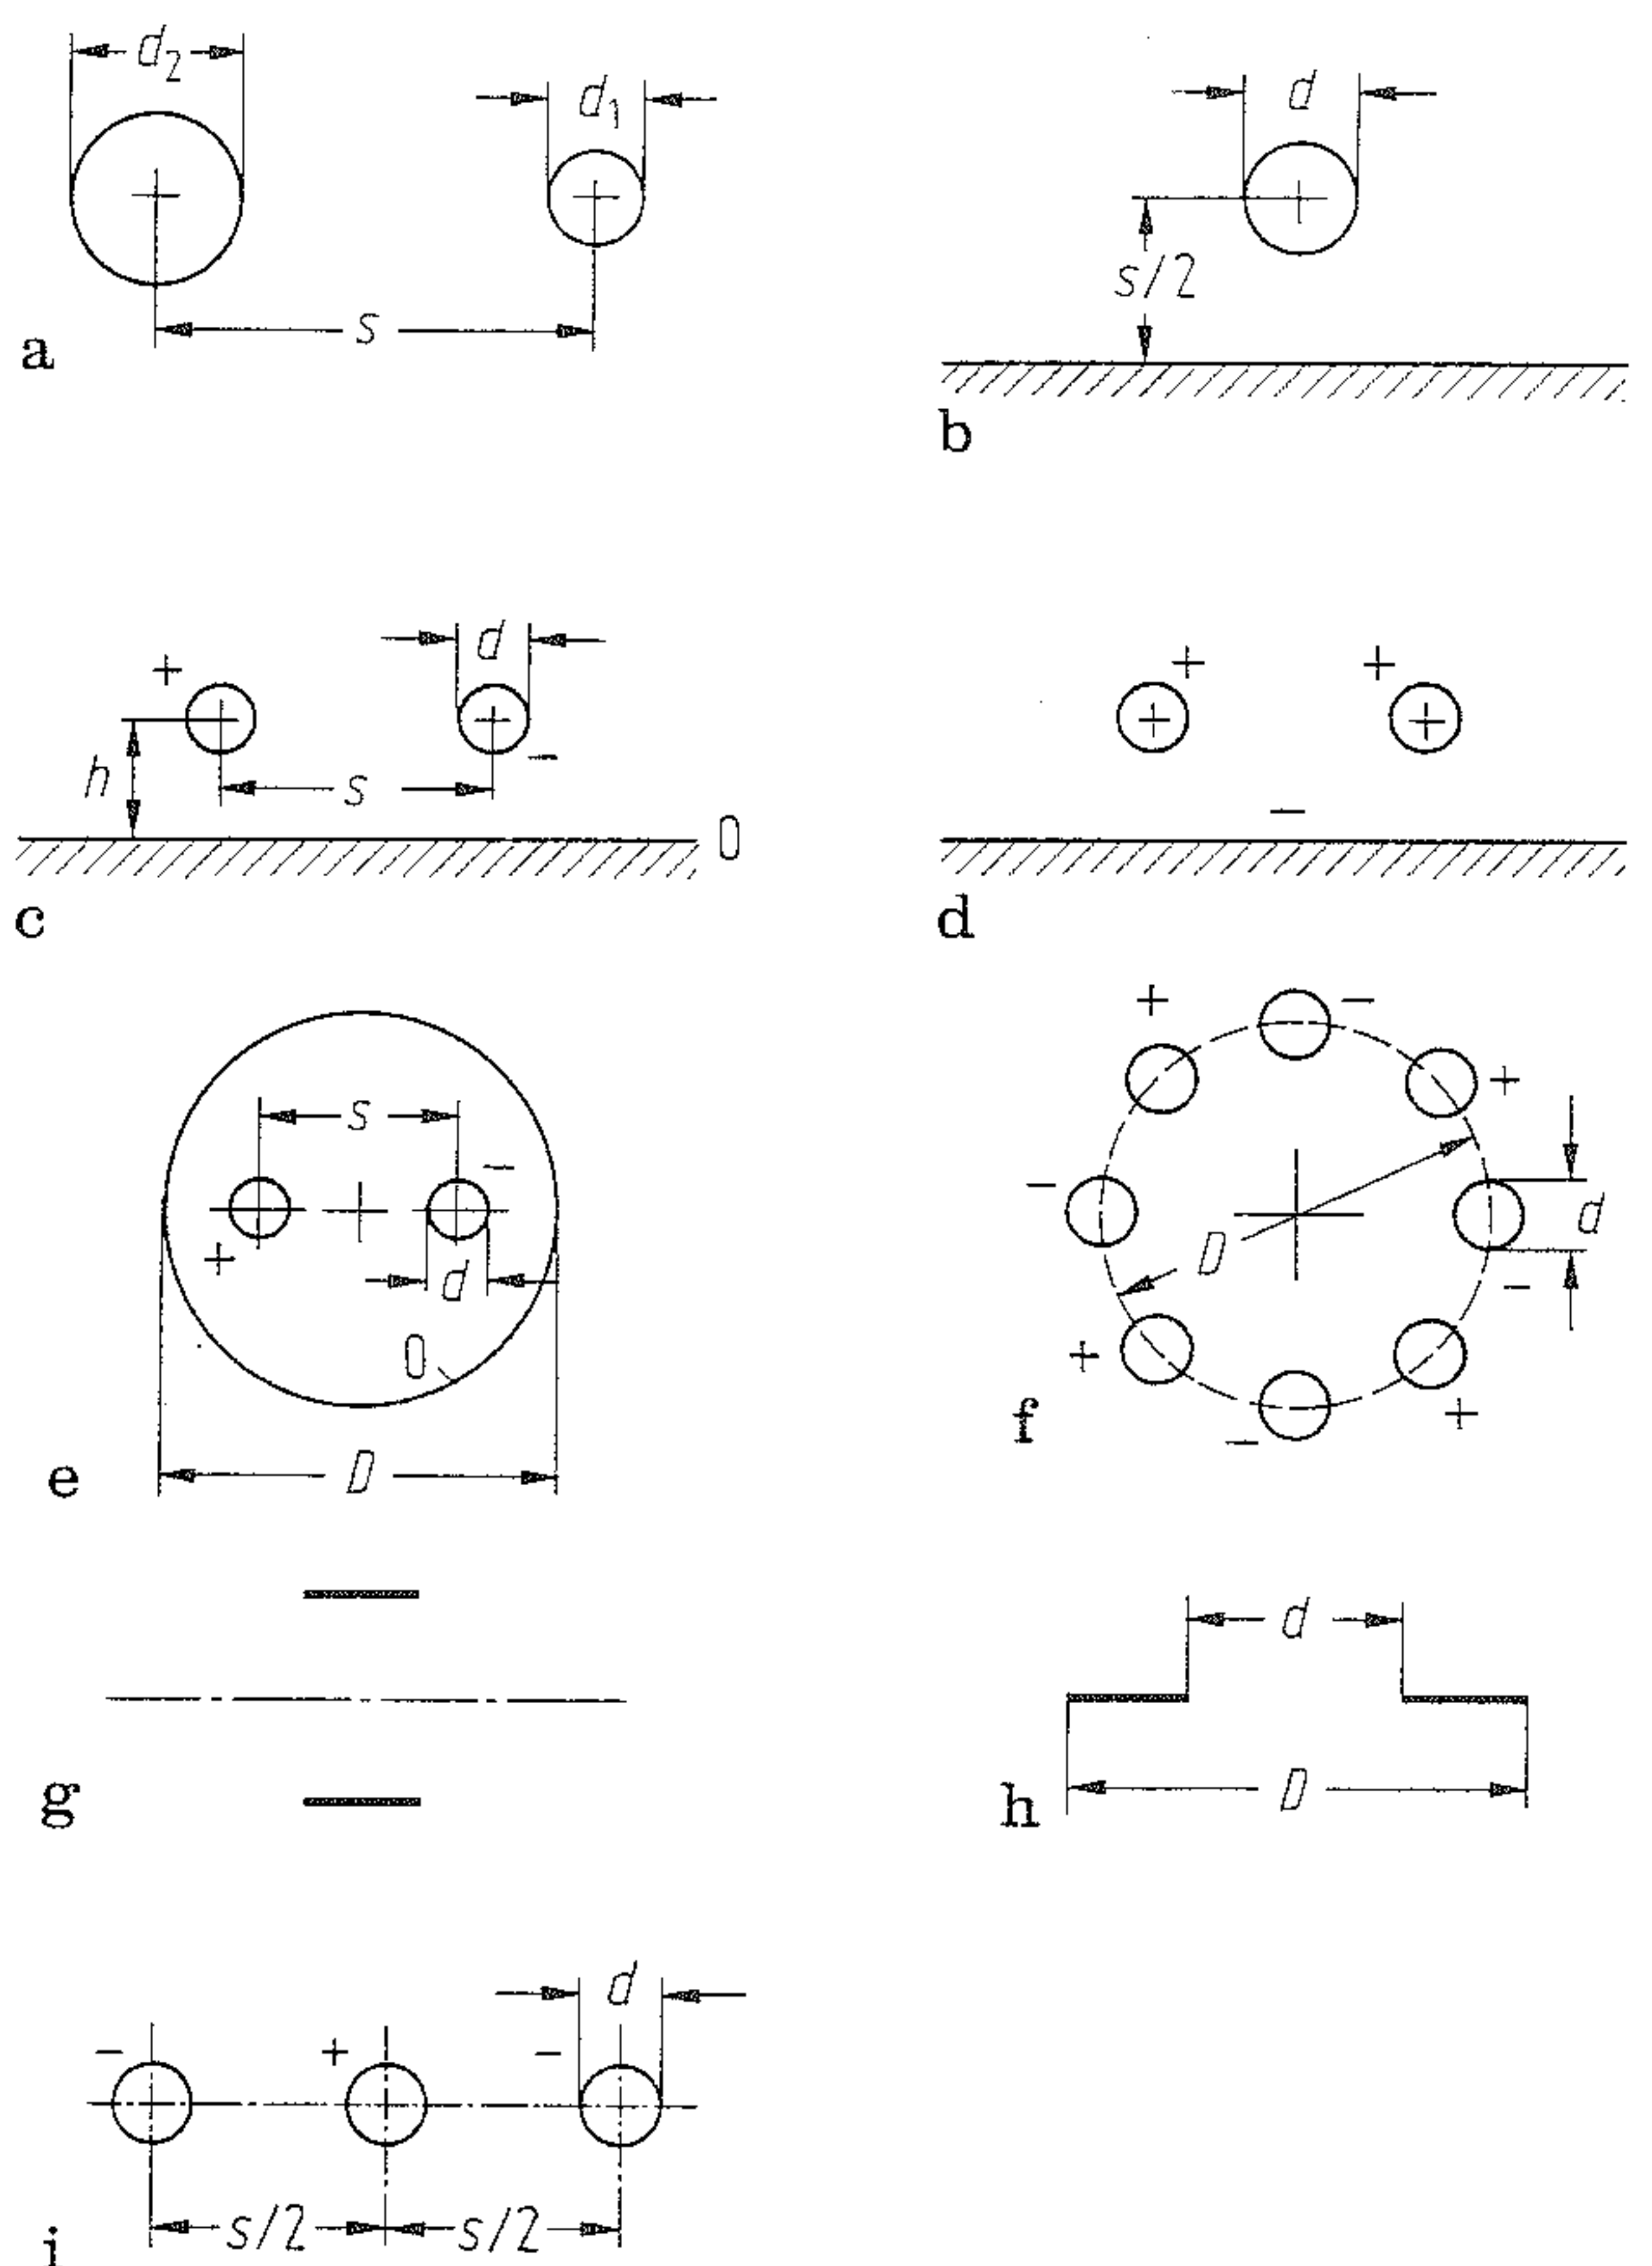 d₂
d₁
s
a
d
s/2
b
+
d
h
s
−
0
c
+
+
−
d
s
−
+
d
0
D
e
+
−
+
−
D
d
−
+
+
−
f
g
d
D
h
d
−
+
−
s/2
s/2
i